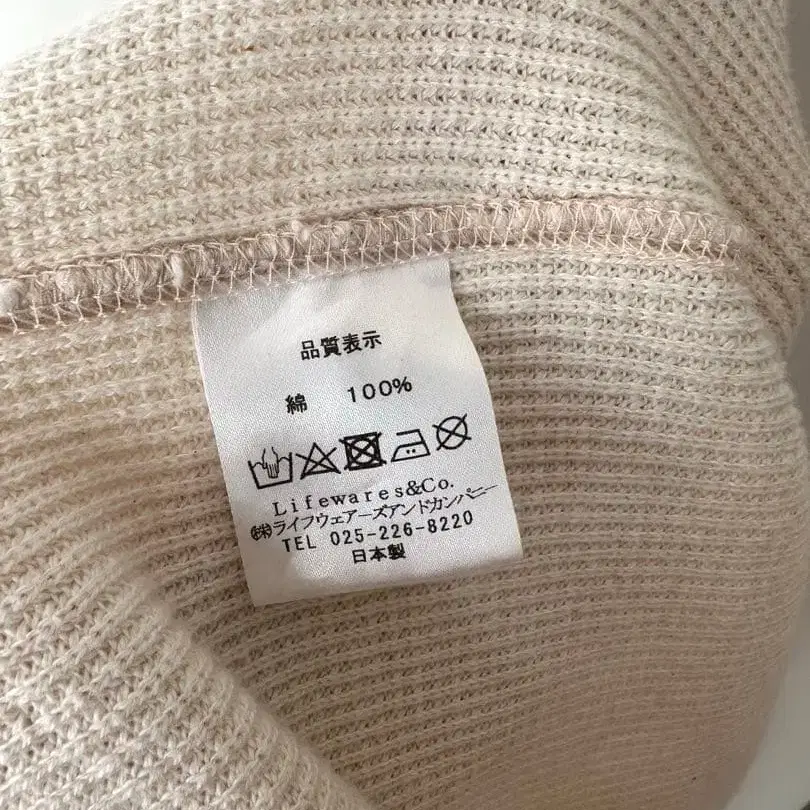 品質表示
綿 100%
Lifewares&Co.
㈱ライフウェアーズアンドカンパニー
TEL 025-226-8220
日本製